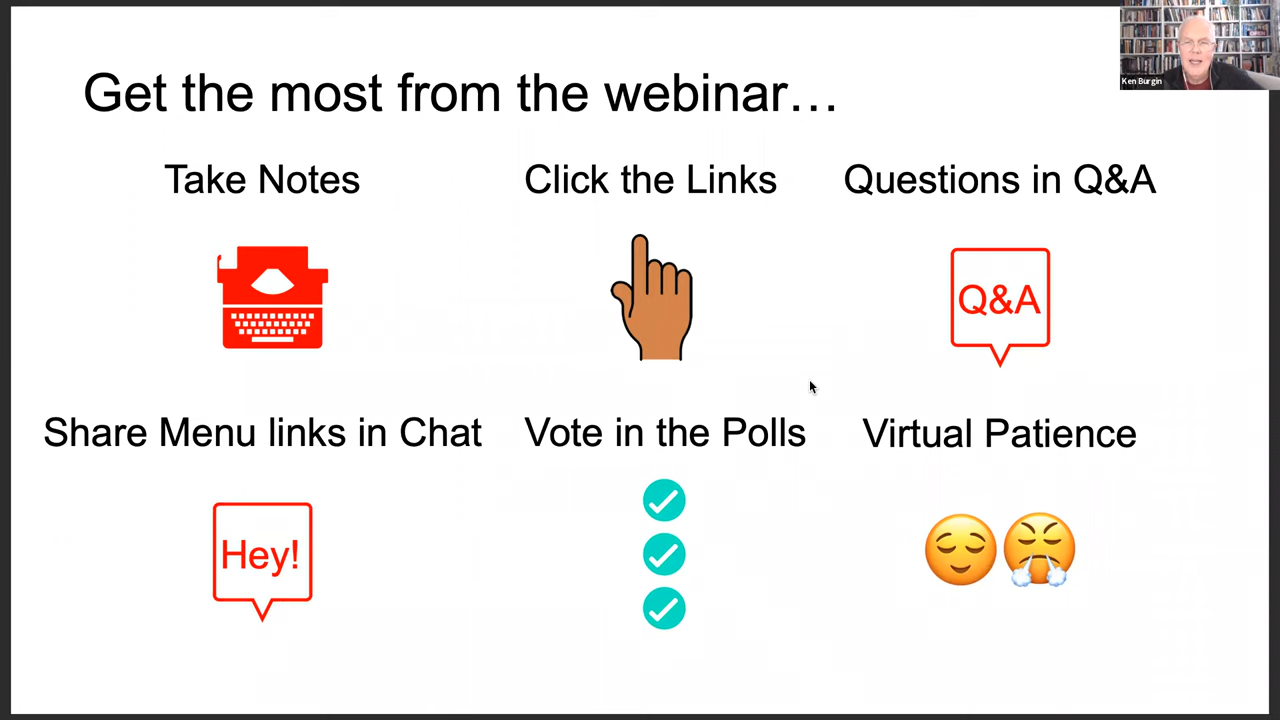 Ken Burgin
Get the most from the webinar…
Take Notes
Click the Links
Questions in Q&A
Q&A
Share Menu links in Chat
Vote in the Polls
Virtual Patience
Hey!